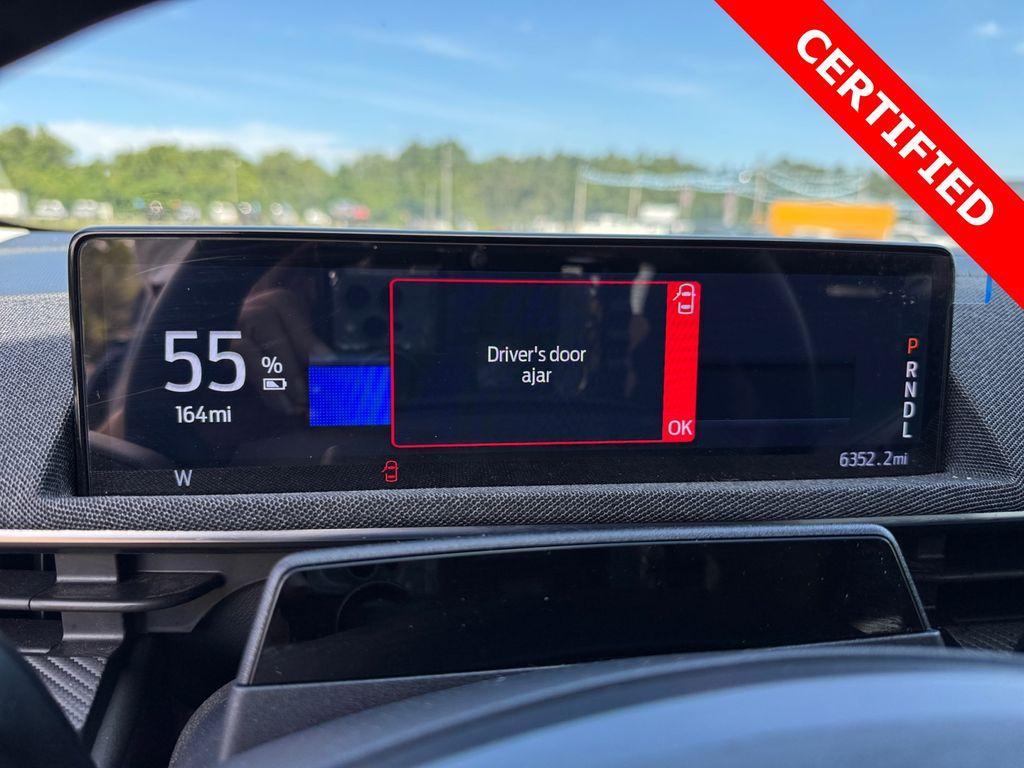 CERTIFIED
55 %
164mi
Driver's door
ajar
OK
P
R
N
D
L
6352.2mi
W